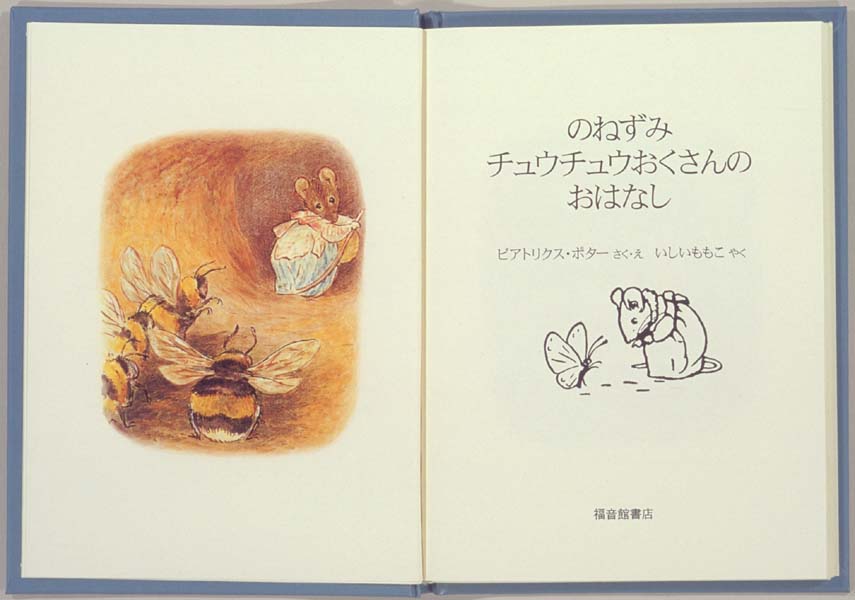 のねずみ
チュウチュウおくさんの
おはなし
ビアトリクス・ポター さく・え　いしいももこ やく
福音館書店